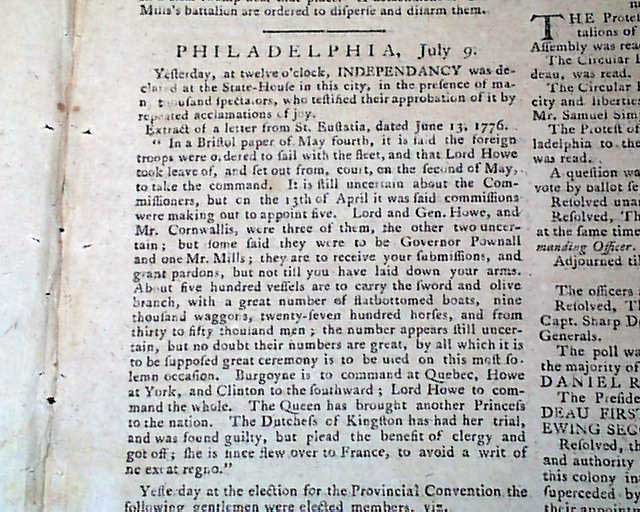 Mills's battalion are ordered to disperse and disarm them.
PHILADELPHIA, July 9.
Yesterday, at twelve o'clock, INDEPENDANCY was de-
clared at the State-House in this city, in the presence of ma-
ny thousand spectators, who testified their approbation of it by
repeated acclamations of joy.
Extract of a letter from St. Eustatia, dated June 13, 1776.
" In a Bristol paper of May fourth, it is said the foreign
troops were ordered to sail with the fleet, and that Lord Howe
took leave of, and set out from, court, on the second of May,
to take the command. It is still uncertain about the Com-
missioners, but on the 13th of April it was said commissions
were making out to appoint five. Lord and Gen. Howe, and
Mr. Cornwallis, were three of them, the other two uncer-
tain; but some said they were to be Governor Pownall
and one Mr. Mills; they are to receive your submissions, and
grant pardons, but not till you have laid down your arms.
About five hundred vessels are to carry the sword and olive
branch, with a great number of flatbottomed boats, nine
thousand waggons, twenty-seven hundred horses, and from
thirty to fifty thousand men; the number appears still uncer-
tain, but no doubt their numbers are great, by all which it is
to be supposed great ceremony is to be used on this most so-
lemn occasion. Burgoyne is to command at Quebec, Howe
at York, and Clinton to the southward; Lord Howe to com-
mand the whole. The Queen has brought another Princess
to the nation. The Dutchess of Kingston has had her trial,
and was found guilty, but plead the benefit of clergy and
got off; she is since flew over to France, to avoid a writ of
ne exeat regno."
Yesterday at the election for the Provincial Convention the
following gentlemen were elected members, viz.
THE Protest
talions of
Assembly was read
The Circular L
deau, was read.
The Circular
city and liberties
Mr. Samuel Sim
The Protest of
ladelphia to the
was read.
A question wa
vote by ballot se
Resolved unan
Resolved, Th
at the same time
manding Officer.
Adjourned til
The officers
Resolved, T
Capt. Sharp De
Generals.
The poll wa
the majority of
DANIEL R
The Preside
DEAU FIRS
EWING SEC
Resolved, th
and authority
this colony in
superceded by
their appoint